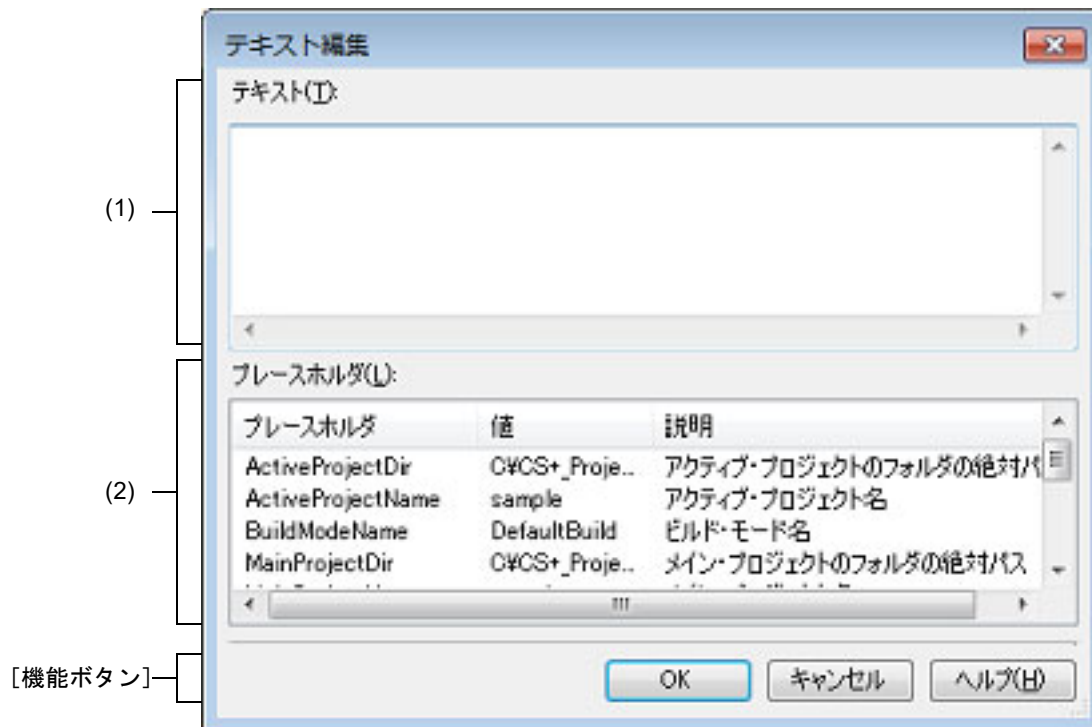 テキスト編集
テキスト(T):
(1)
プレースホルダ(L):
プレースホルダ 値 説明
ActiveProjectDir C¥CS+_Proje... アクティブ・プロジェクトのフォルダの絶対パ
ActiveProjectName sample アクティブ・プロジェクト名
(2)
BuildModeName DefaultBuild ビルド・モード名
MainProjectDir C¥CS+_Proje... メイン・プロジェクトのフォルダの絶対パス
[機能ボタン]
OK キャンセル ヘルプ(H)